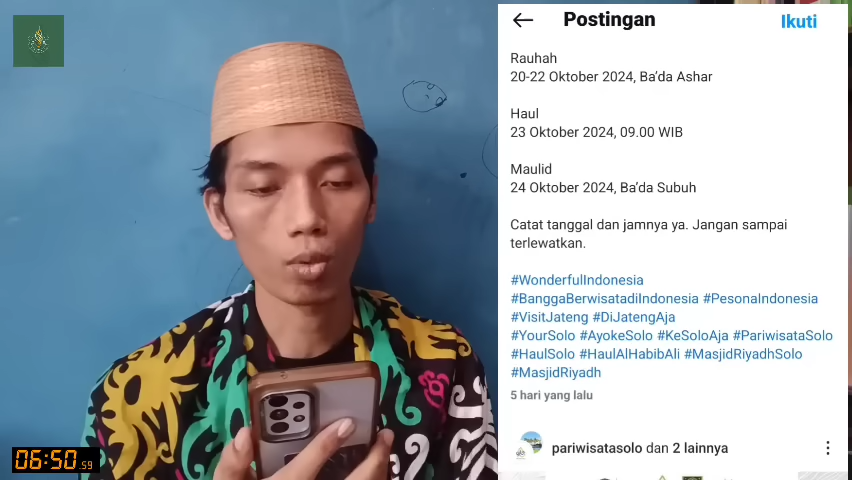 Postingan
Ikuti
Rauhah
20-22 Oktober 2024, Ba'da Ashar
Haul
23 Oktober 2024, 09.00 WIB
Maulid
24 Oktober 2024, Ba'da Subuh
Catat tanggal dan jamnya ya. Jangan sampai
terlewatkan.
#WonderfulIndonesia
#BanggaBerwisatadiIndonesia #PesonaIndonesia
#VisitJateng #DiJatengAja
#YourSolo #AyokeSolo #KeSoloAja #PariwisataSolo
#HaulSolo #HaulAlHabibAli #MasjidRiyadhSolo
#MasjidRiyadh
5 hari yang lalu
pariwisatasolo dan 2 lainnya
06:50.59